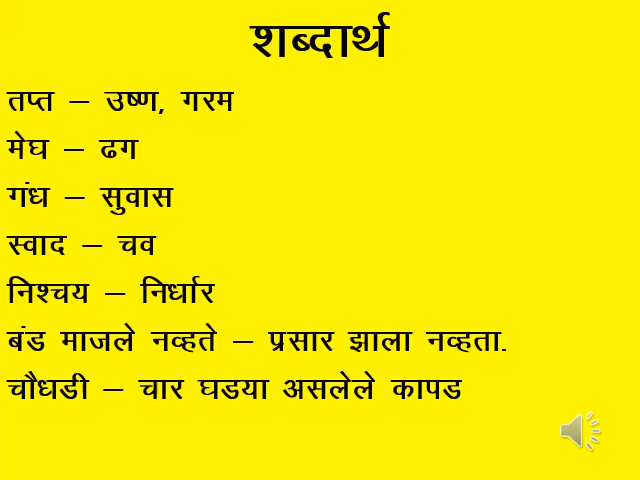 शब्दार्थ
तप्त – उष्ण, गरम
मेघ – ढग
गंध – सुवास
स्वाद – चव
निश्चय – निर्धार
बंड माजले नव्हते – प्रसार झाला नव्हता.
चौघडी – चार घडया असलेले कापड